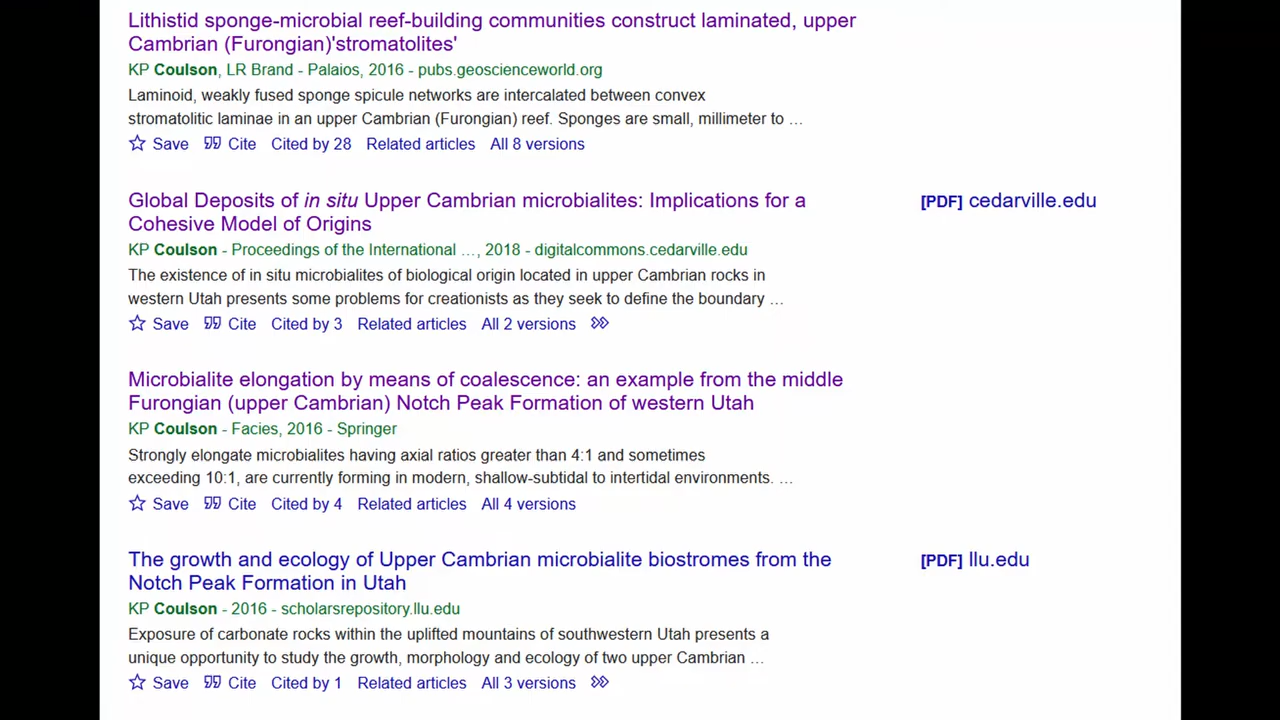 Lithistid sponge-microbial reef-building communities construct laminated, upper
Cambrian (Furongian)'stromatolites'
KP Coulson, LR Brand - Palaios, 2016 - pubs.geoscienceworld.org
Laminoid, weakly fused sponge spicule networks are intercalated between convex
stromatolitic laminae in an upper Cambrian (Furongian) reef. Sponges are small, millimeter to …
Save Cite Cited by 28 Related articles All 8 versions
Global Deposits of in situ Upper Cambrian microbialites: Implications for a [PDF] cedarville.edu
Cohesive Model of Origins
KP Coulson - Proceedings of the International …, 2018 - digitalcommons.cedarville.edu
The existence of in situ microbialites of biological origin located in upper Cambrian rocks in
western Utah presents some problems for creationists as they seek to define the boundary …
Save Cite Cited by 3 Related articles All 2 versions
Microbialite elongation by means of coalescence: an example from the middle
Furongian (upper Cambrian) Notch Peak Formation of western Utah
KP Coulson - Facies, 2016 - Springer
Strongly elongate microbialites having axial ratios greater than 4:1 and sometimes
exceeding 10:1, are currently forming in modern, shallow-subtidal to intertidal environments. …
Save Cite Cited by 4 Related articles All 4 versions
The growth and ecology of Upper Cambrian microbialite biostromes from the [PDF] llu.edu
Notch Peak Formation in Utah
KP Coulson - 2016 - scholarsrepository.llu.edu
Exposure of carbonate rocks within the uplifted mountains of southwestern Utah presents a
unique opportunity to study the growth, morphology and ecology of two upper Cambrian …
Save Cite Cited by 1 Related articles All 3 versions